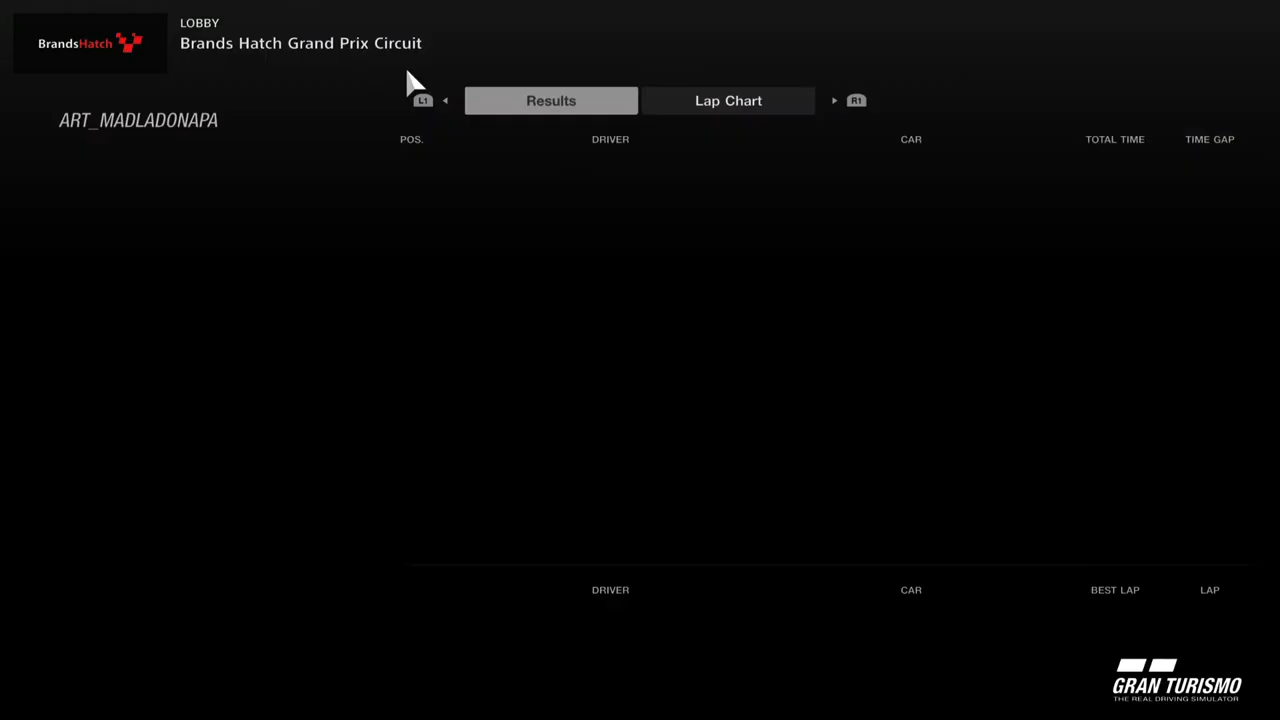 BrandsHatch
LOBBY
Brands Hatch Grand Prix Circuit
L1 Results Lap Chart R1
ART_MADLADONAPA
POS. DRIVER CAR TOTAL TIME TIME GAP
DRIVER CAR BEST LAP LAP
GRAN TURISMO
THE REAL DRIVING SIMULATOR